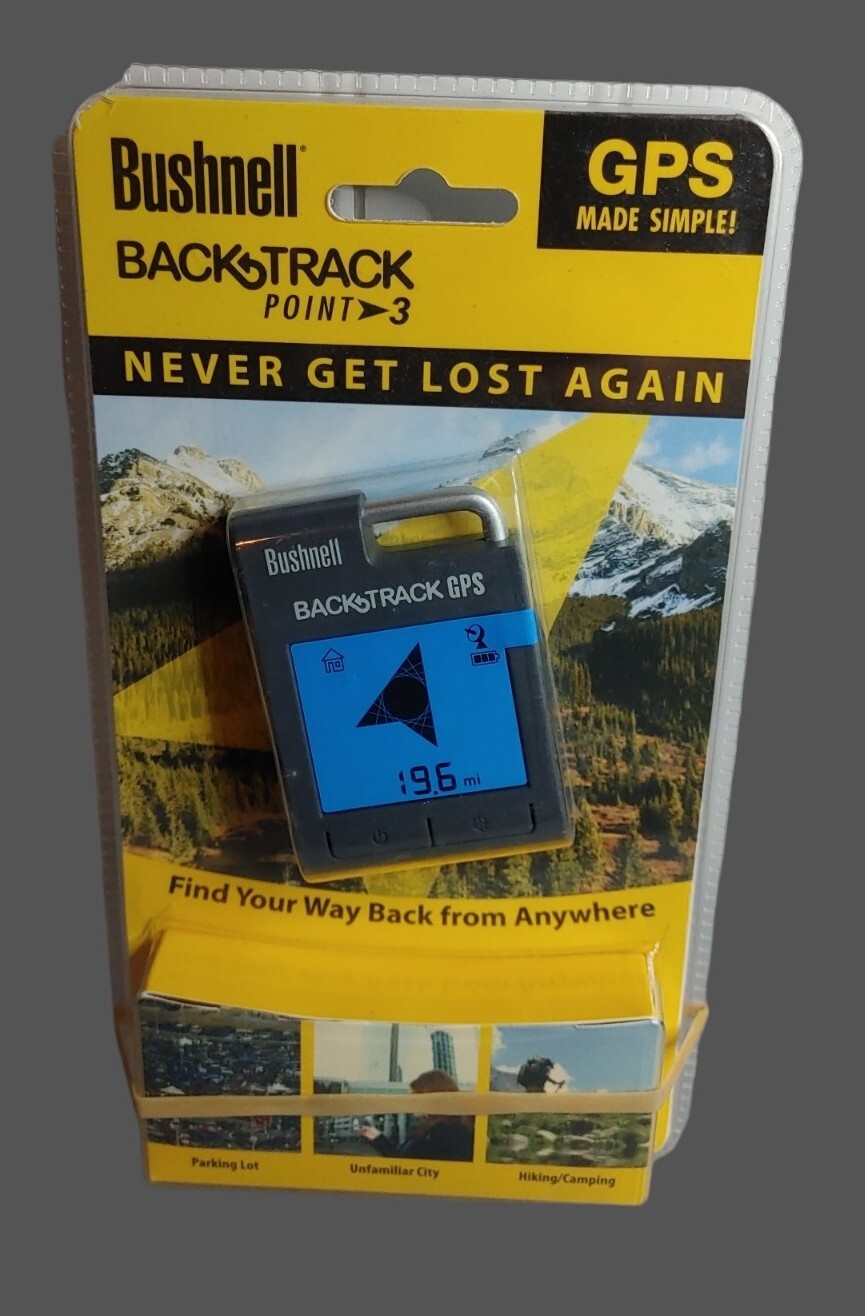 Bushnell®
GPS
MADE SIMPLE!
BACKTRACK
POINT 3
NEVER GET LOST AGAIN
Bushnell
BACKTRACK GPS
19.6 mi
Find Your Way Back from Anywhere
Parking Lot
Unfamiliar City
Hiking/Camping